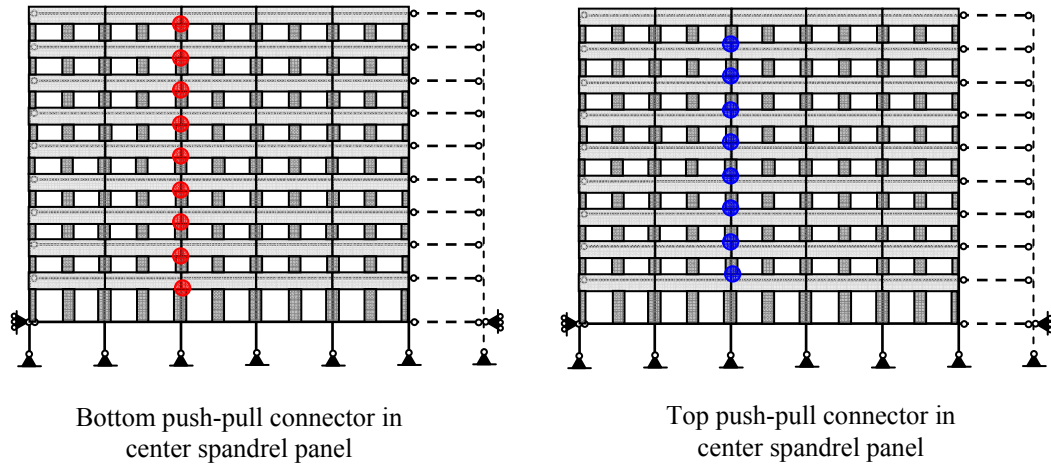 Bottom push-pull connector in
center spandrel panel
Top push-pull connector in
center spandrel panel